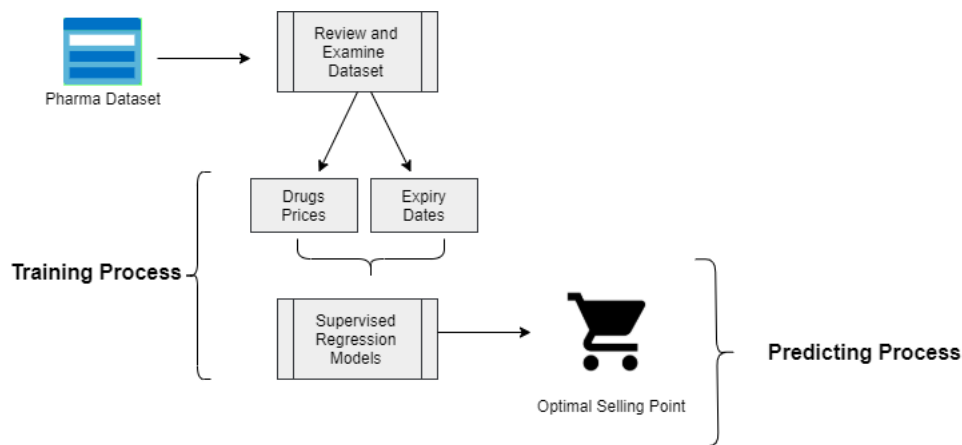 Review and
Examine
Dataset
Pharma Dataset
Drugs
Prices
Expiry
Dates
Training Process
Supervised
Regression
Models
Predicting Process
Optimal Selling Point